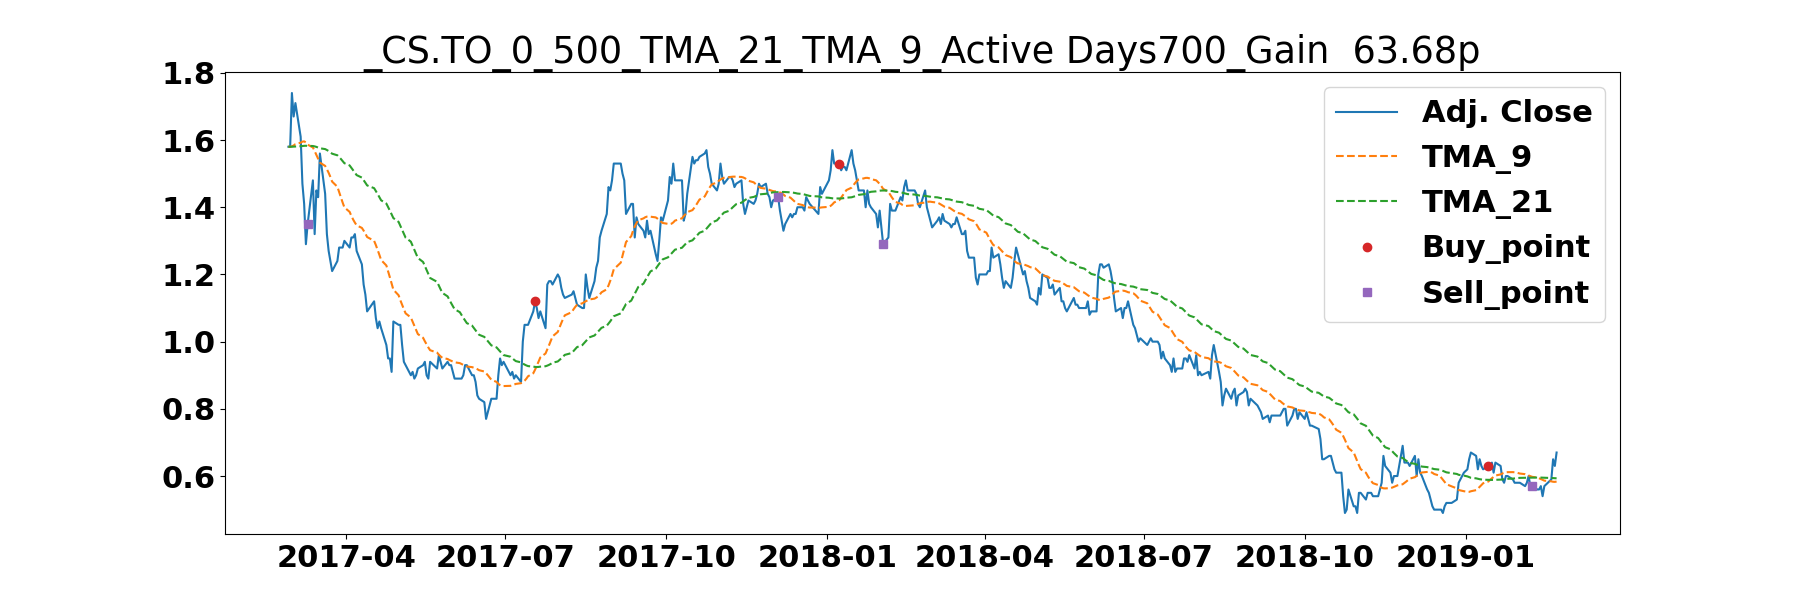 _CS.TO_0_500_TMA_21_TMA_9_Active Days700_Gain  63.68p
1.8
1.6
1.4
1.2
1.0
0.8
0.6
Adj. Close
TMA_9
TMA_21
Buy_point
Sell_point
2017-04 2017-07 2017-10 2018-01 2018-04 2018-07 2018-10 2019-01